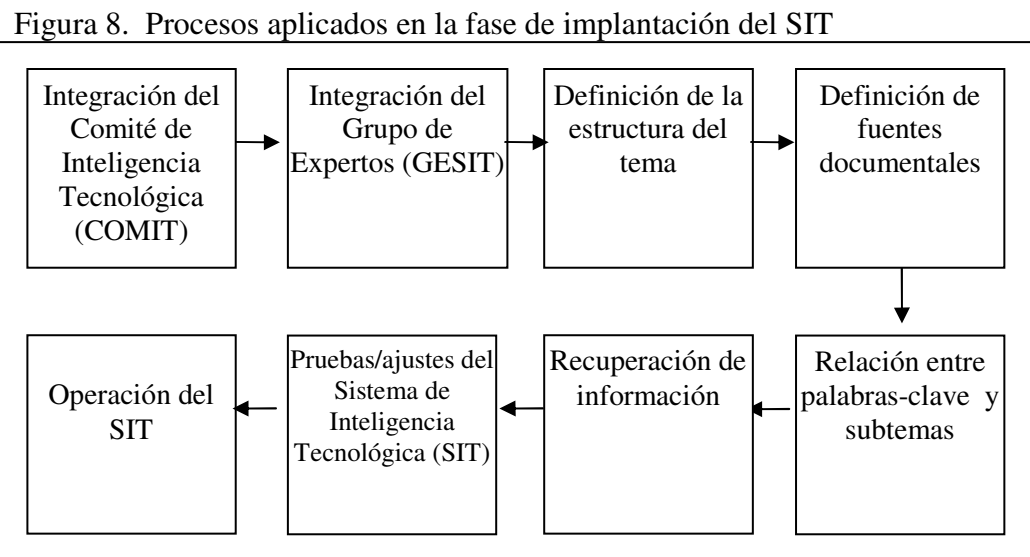 Figura 8. Procesos aplicados en la fase de implantación del SIT
Integración del
Comité de
Inteligencia
Tecnológica
(COMIT)
Integración del
Grupo de
Expertos (GESIT)
Definición de la
estructura del
tema
Definición de
fuentes
documentales
Relación entre
palabras-clave y
subtemas
Recuperación de
información
Pruebas/ajustes del
Sistema de
Inteligencia
Tecnológica (SIT)
Operación del
SIT